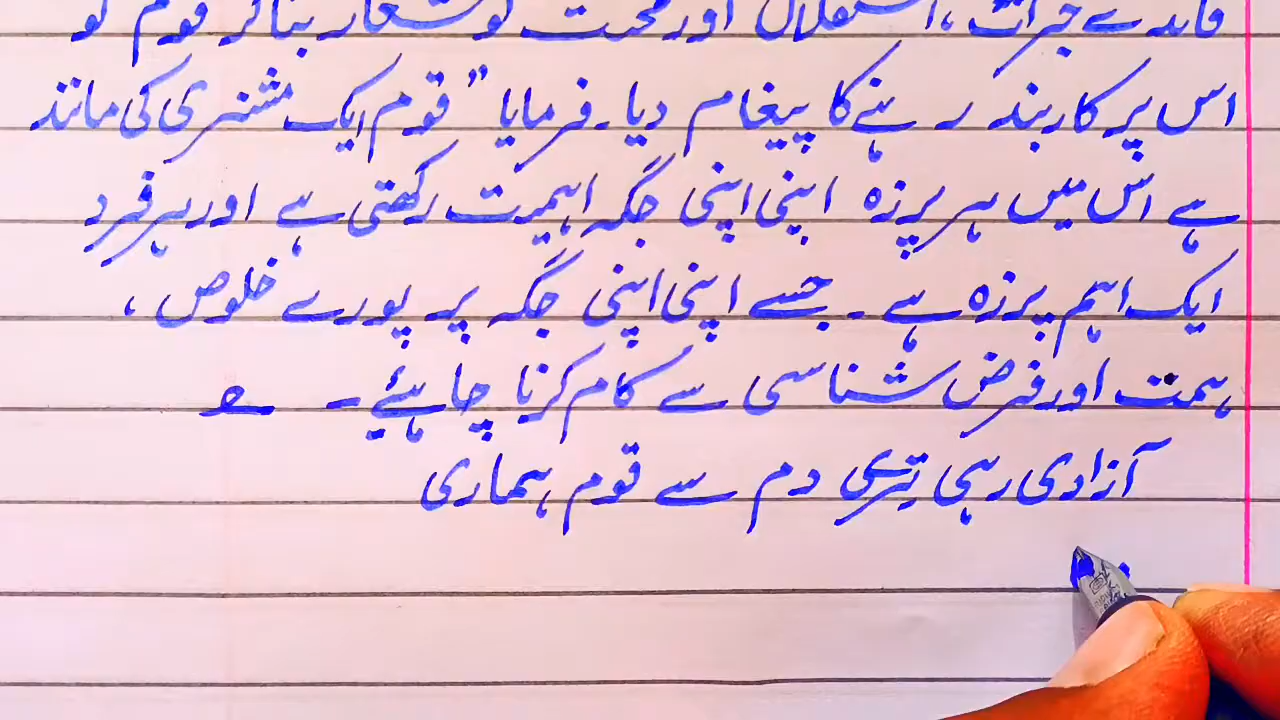 قائد نے جرات ، استقلال اور محنت کو شعار بنا کر قوم کو
اس پر کاربند رہنے کا پیغام دیا۔ فرمایا " قوم ایک مشنری کی مانند
ہے اس میں ہر پرزہ اپنی اپنی جگہ اہمیت رکھتی ہے اور ہر فرد
ایک اہم پرزہ ہے ۔ جسے اپنی اپنی جگہ پر پورے خلوص ،
ہمت اور فرض شناسی سے کام کرنا چاہئیے ۔
آزادی رہی تیرے دم سے قوم ہماری